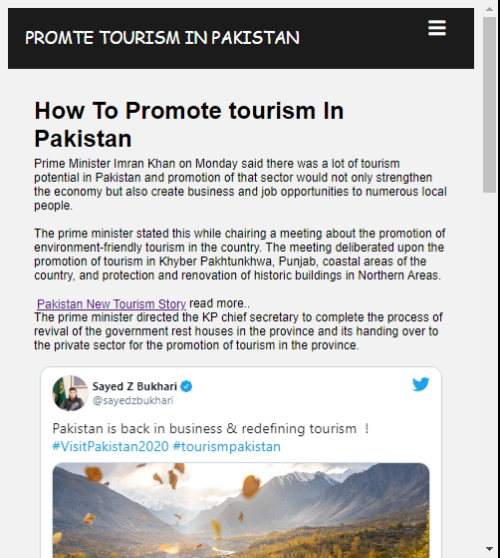 PROMTE TOURISM IN PAKISTAN
How To Promote tourism In
Pakistan
Prime Minister Imran Khan on Monday said there was a lot of tourism
potential in Pakistan and promotion of that sector would not only strengthen
the economy but also create business and job opportunities to numerous local
people.
The prime minister stated this while chairing a meeting about the promotion of
environment-friendly tourism in the country. The meeting deliberated upon the
promotion of tourism in Khyber Pakhtunkhwa, Punjab, coastal areas of the
country, and protection and renovation of historic buildings in Northern Areas.
Pakistan New Tourism Story read more..
The prime minister directed the KP chief secretary to complete the process of
revival of the government rest houses in the province and its handing over to
the private sector for the promotion of tourism in the province.
Sayed Z Bukhari
@sayedzbukhari
Pakistan is back in business & redefining tourism !
#VisitPakistan2020 #tourismpakistan